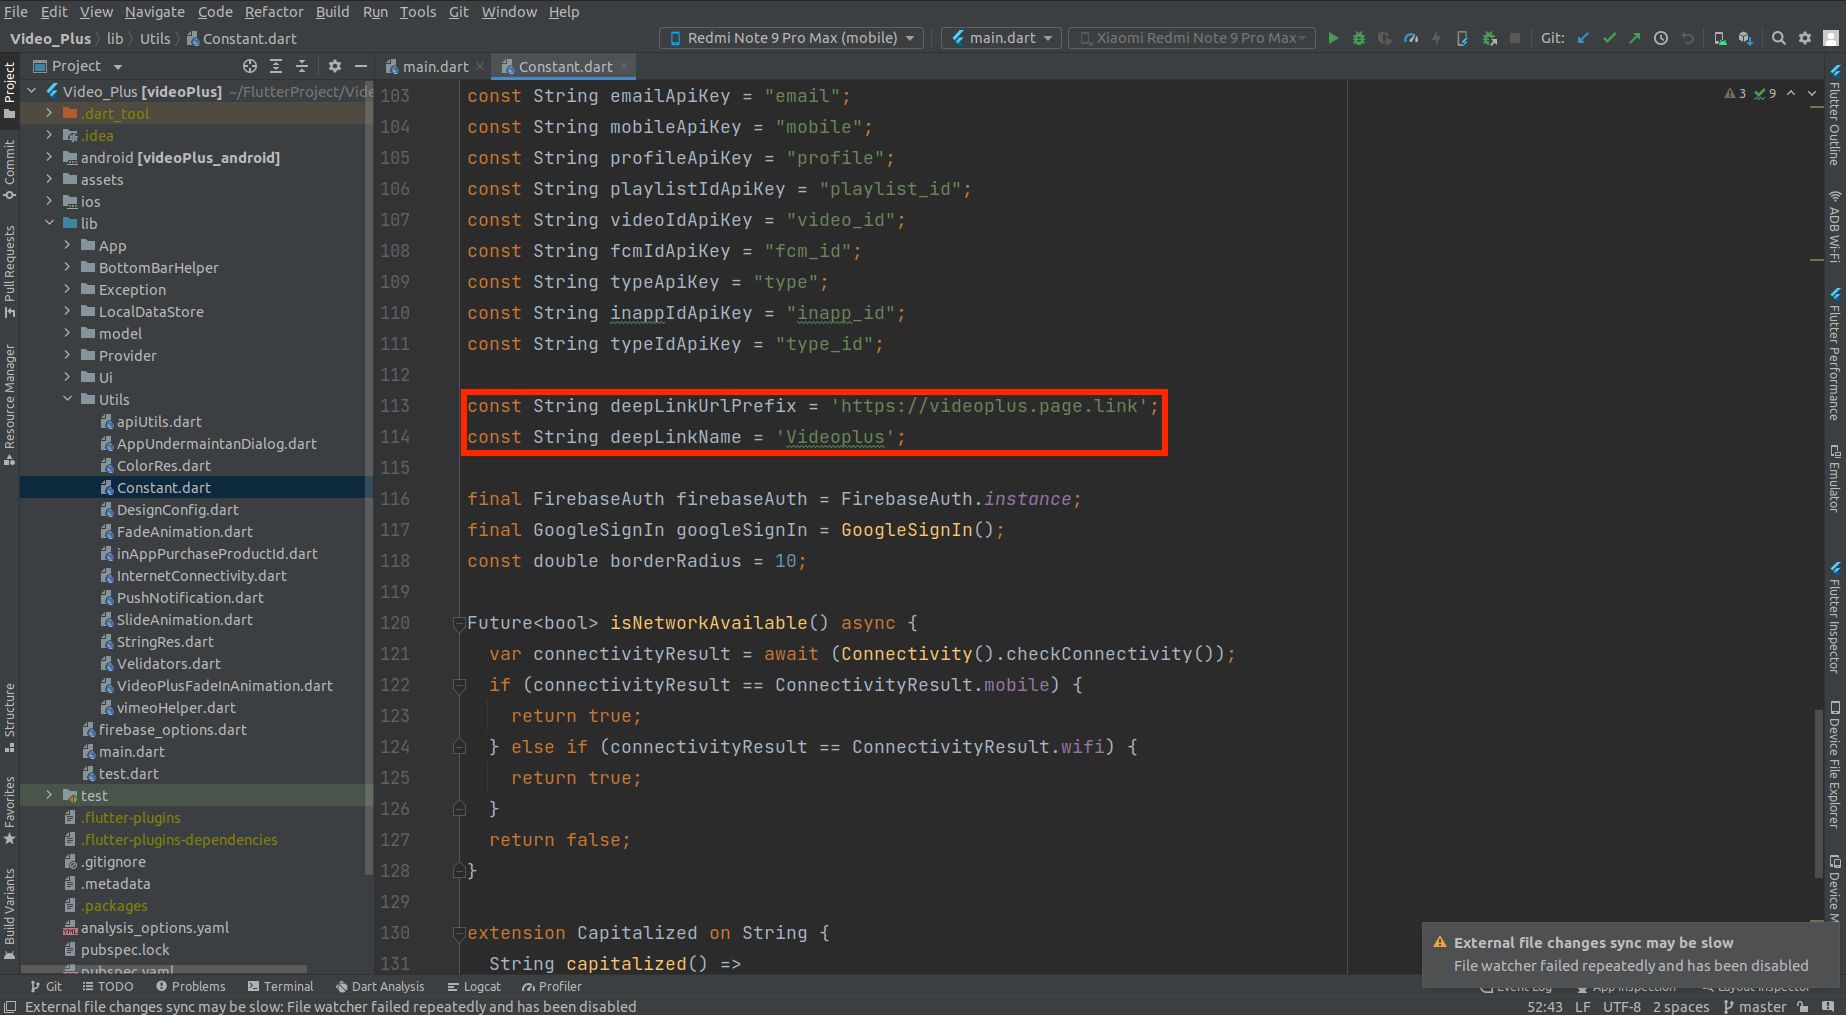 File Edit View Navigate Code Refactor Build Run Tools Git Window Help
Video_Plus lib Utils Constant.dart Redmi Note 9 Pro Max (mobile) main.dart Xiaomi Redmi Note 9 Pro Max Git:
Project main.dart Constant.dart
Video_Plus [videoPlus] ~/FlutterProject/Vide
.dart_tool
.idea
android [videoPlus_android]
assets
ios
lib
App
BottomBarHelper
Exception
LocalDataStore
model
Provider
Ui
Utils
apiUtils.dart
AppUndermaintanDialog.dart
ColorRes.dart
Constant.dart
DesignConfig.dart
FadeAnimation.dart
inAppPurchaseProductId.dart
InternetConnectivity.dart
PushNotification.dart
SlideAnimation.dart
StringRes.dart
Velidators.dart
VideoPlusFadeInAnimation.dart
vimeoHelper.dart
firebase_options.dart
main.dart
test.dart
test
.flutter-plugins
.flutter-plugins-dependencies
.gitignore
.metadata
.packages
analysis_options.yaml
pubspec.lock
pubspec.yaml
Project
Commit
Pull Requests
Resource Manager
Structure
Favorites
Build Variants
103 const String emailApiKey = "email";
104 const String mobileApiKey = "mobile";
105 const String profileApiKey = "profile";
106 const String playlistIdApiKey = "playlist_id";
107 const String videoIdApiKey = "video_id";
108 const String fcmIdApiKey = "fcm_id";
109 const String typeApiKey = "type";
110 const String inappIdApiKey = "inapp_id";
111 const String typeIdApiKey = "type_id";
112
113 const String deepLinkUrlPrefix = 'https://videoplus.page.link';
114 const String deepLinkName = 'Videoplus';
115
116 final FirebaseAuth firebaseAuth = FirebaseAuth.instance;
117 final GoogleSignIn googleSignIn = GoogleSignIn();
118 const double borderRadius = 10;
119
120 Future<bool> isNetworkAvailable() async {
121 var connectivityResult = await (Connectivity().checkConnectivity());
122 if (connectivityResult == ConnectivityResult.mobile) {
123 return true;
124 } else if (connectivityResult == ConnectivityResult.wifi) {
125 return true;
126 }
127 return false;
128 }
129
130 extension Capitalized on String {
131 String capitalized() =>
3 9
Flutter Outline
ADB Wi-Fi
Flutter Performance
Emulator
Flutter Inspector
Device File Explorer
Device M
External file changes sync may be slow
File watcher failed repeatedly and has been disabled
Git TODO Problems Terminal Dart Analysis Logcat Profiler Event Log App Inspection Layout Inspector
External file changes sync may be slow: File watcher failed repeatedly and has been disabled 52:43 LF UTF-8 2 spaces master